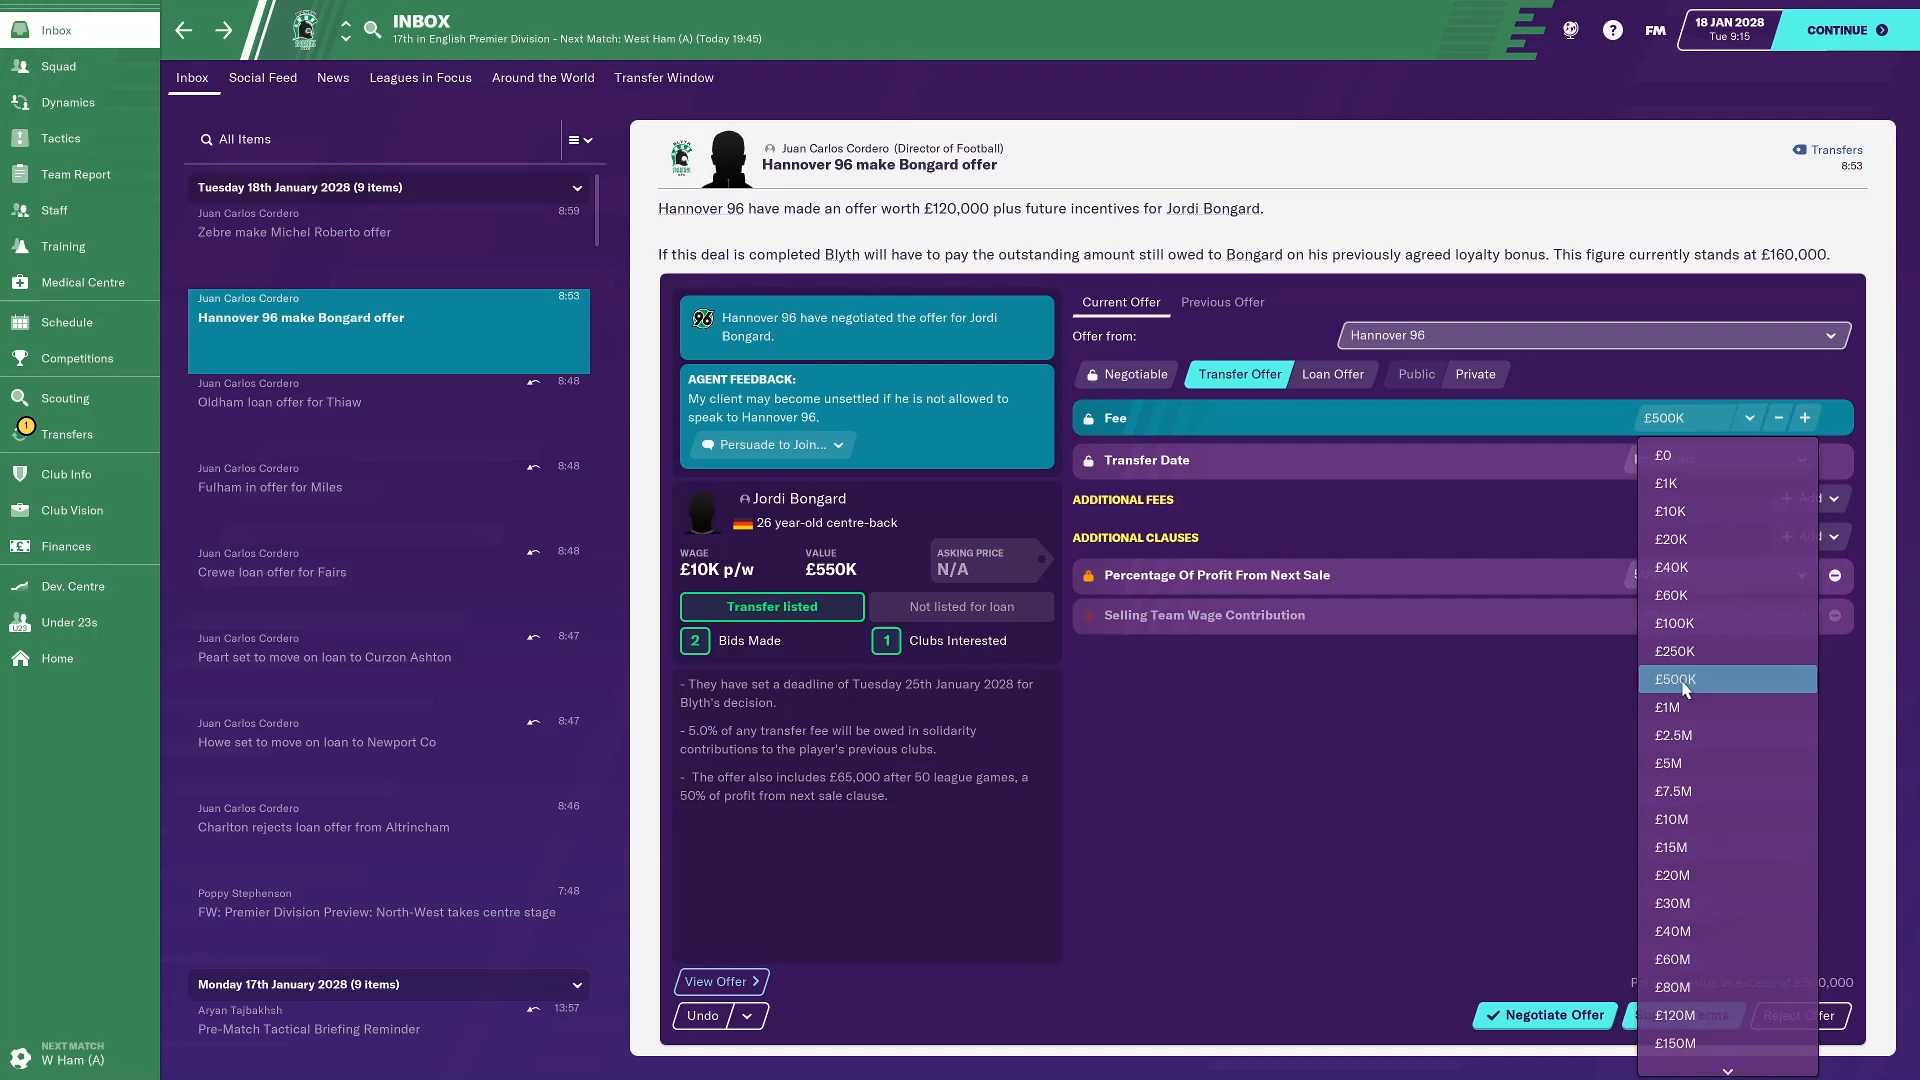 Inbox
Squad
Dynamics
Tactics
Team Report
Staff
Training
Medical Centre
Schedule
Competitions
Scouting
1
Transfers
Club Info
Club Vision
Finances
Dev. Centre
U23
Under 23s
Home
NEXT MATCH
W Ham (A)
INBOX
17th in English Premier Division - Next Match: West Ham (A) (Today 19:45)
?
FM
18 JAN 2028
Tue 9:15
CONTINUE
Inbox Social Feed News Leagues in Focus Around the World Transfer Window
All Items
Tuesday 18th January 2028 (9 items)
Juan Carlos Cordero 8:59
Zebre make Michel Roberto offer
Juan Carlos Cordero 8:53
Hannover 96 make Bongard offer
Juan Carlos Cordero 8:48
Oldham loan offer for Thiaw
Juan Carlos Cordero 8:48
Fulham in offer for Miles
Juan Carlos Cordero 8:48
Crewe loan offer for Fairs
Juan Carlos Cordero 8:47
Peart set to move on loan to Curzon Ashton
Juan Carlos Cordero 8:47
Howe set to move on loan to Newport Co
Juan Carlos Cordero 8:46
Charlton rejects loan offer from Altrincham
Poppy Stephenson 7:48
FW: Premier Division Preview: North-West takes centre stage
Monday 17th January 2028 (9 items)
Aryan Tajbakhsh 13:57
Pre-Match Tactical Briefing Reminder
Juan Carlos Cordero (Director of Football)
Hannover 96 make Bongard offer
Transfers
8:53
Hannover 96 have made an offer worth £120,000 plus future incentives for Jordi Bongard.
If this deal is completed Blyth will have to pay the outstanding amount still owed to Bongard on his previously agreed loyalty bonus. This figure currently stands at £160,000.
96
Hannover 96 have negotiated the offer for Jordi
Bongard.
AGENT FEEDBACK:
My client may become unsettled if he is not allowed to
speak to Hannover 96.
Persuade to Join...
Jordi Bongard
26 year-old centre-back
WAGE VALUE ASKING PRICE
£10K p/w £550K N/A
Transfer listed Not listed for loan
2 Bids Made 1 Clubs Interested
- They have set a deadline of Tuesday 25th January 2028 for
Blyth's decision.
- 5.0% of any transfer fee will be owed in solidarity
contributions to the player's previous clubs.
- The offer also includes £65,000 after 50 league games, a
50% of profit from next sale clause.
View Offer
Undo
Current Offer Previous Offer
Offer from: Hannover 96
Negotiable Transfer Offer Loan Offer Public Private
Fee £500K
Transfer Date
ADDITIONAL FEES
ADDITIONAL CLAUSES
Percentage Of Profit From Next Sale
Selling Team Wage Contribution
£0
£1K
£10K
£20K
£40K
£60K
£100K
£250K
£500K
£1M
£2.5M
£5M
£7.5M
£10M
£15M
£20M
£30M
£40M
£60M
£80M
£120M
£150M
Negotiate Offer
Reject Offer